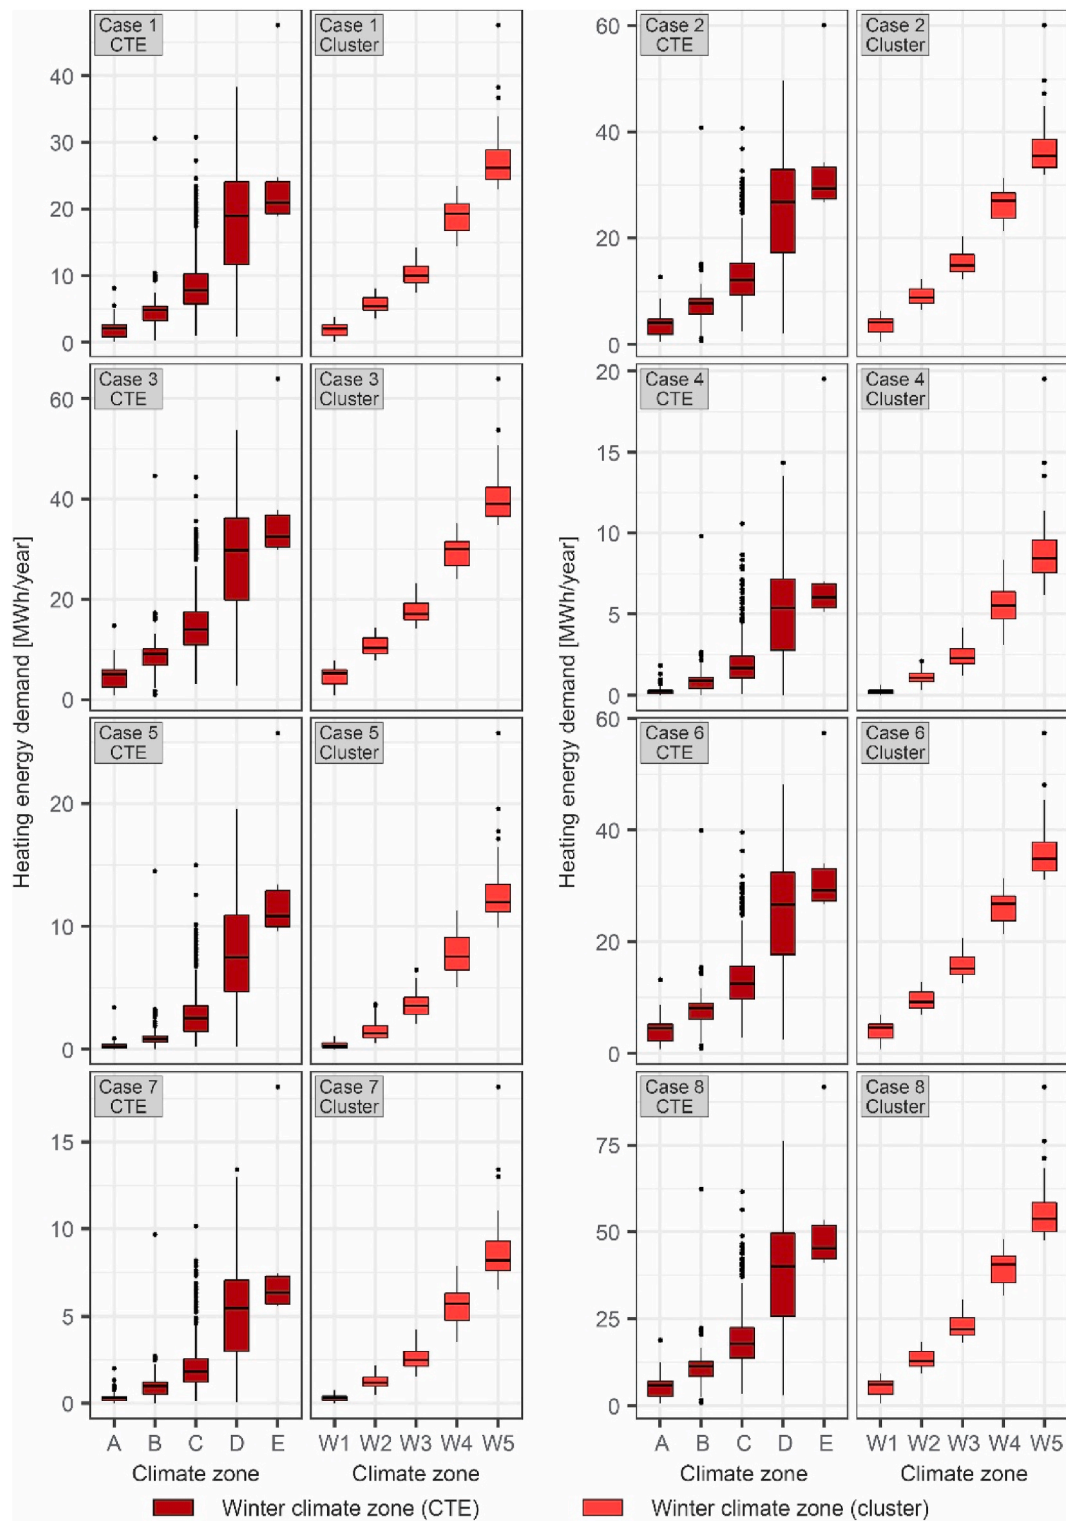 Case 1
CTE
Case 1
Cluster
40
30
20
10
0
Case 2
CTE
Case 2
Cluster
60
40
20
0
Case 3
CTE
Case 3
Cluster
60
40
20
0
Case 4
CTE
Case 4
Cluster
20
15
10
5
0
Heating energy demand [MWh/year]
Heating energy demand [MWh/year]
Case 5
CTE
Case 5
Cluster
20
10
0
Case 6
CTE
Case 6
Cluster
60
40
20
0
Case 7
CTE
Case 7
Cluster
15
10
5
0
Case 8
CTE
Case 8
Cluster
75
50
25
0
A B C D E W1 W2 W3 W4 W5
A B C D E W1 W2 W3 W4 W5
Climate zone Climate zone
Climate zone Climate zone
Winter climate zone (CTE)
Winter climate zone (cluster)